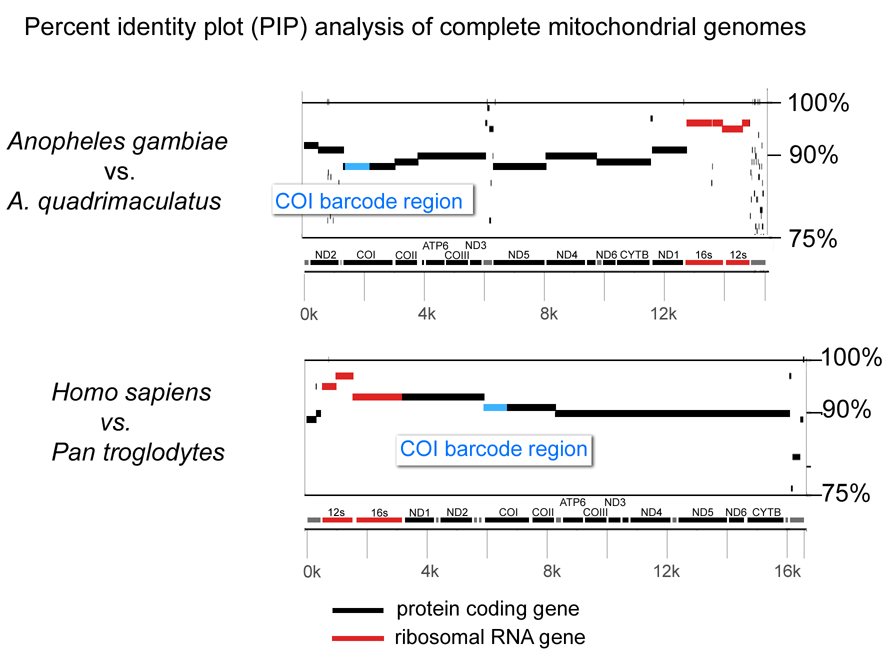 Percent identity plot (PIP) analysis of complete mitochondrial genomes
Anopheles gambiae
vs.
A. quadrimaculatus
100%
90%
COI barcode region
75%
ND2 COI COII ATP6 COIII ND3 ND5 ND4 ND6 CYTB ND1 16s 12s
0k 4k 8k 12k
Homo sapiens
vs.
Pan troglodytes
100%
90%
COI barcode region
75%
12s 16s ND1 ND2 COI COII ATP6 COIII ND3 ND4 ND5 ND6 CYTB
0k 4k 8k 12k 16k
protein coding gene
ribosomal RNA gene